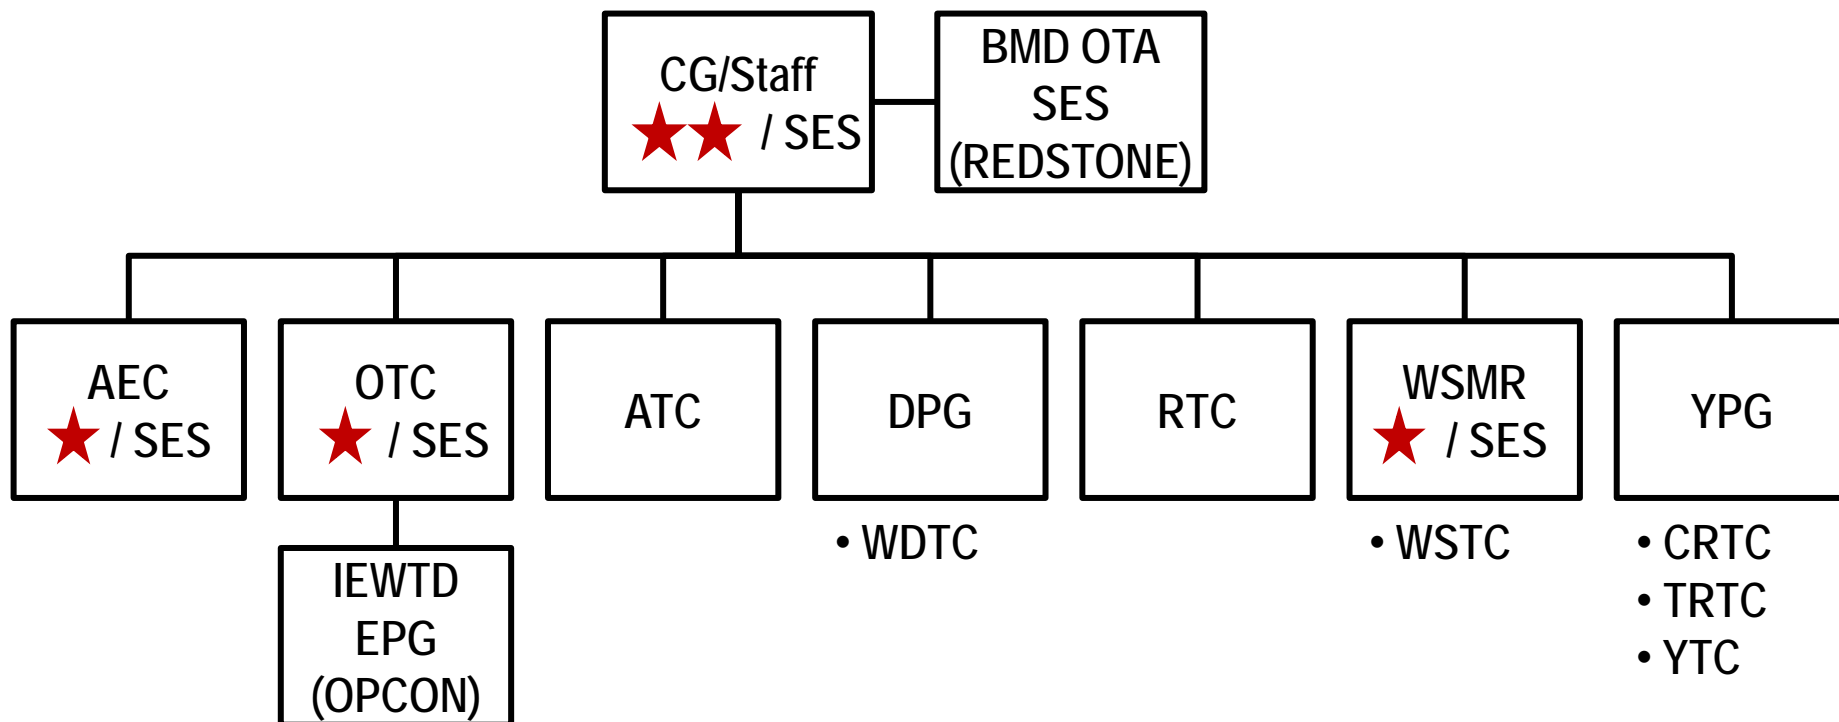 CG/Staff
/ SES
BMD OTA
SES
(REDSTONE)
AEC
/ SES
OTC
/ SES
ATC
DPG
RTC
WSMR
/ SES
YPG
IEWTD
EPG
(OPCON)
• WDTC
• WSTC
• CRTC
• TRTC
• YTC